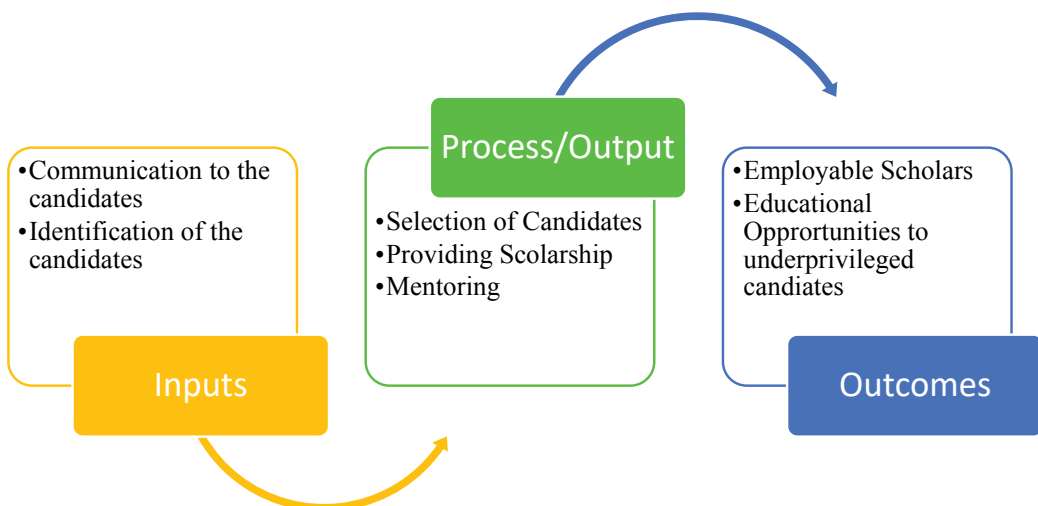 •Communication to the
candidates
•Identification of the
candidates
Inputs
Process/Output
•Selection of Candidates
•Providing Scolarship
•Mentoring
•Employable Scholars
•Educational
Opprortunities to
underprivileged
candiates
Outcomes